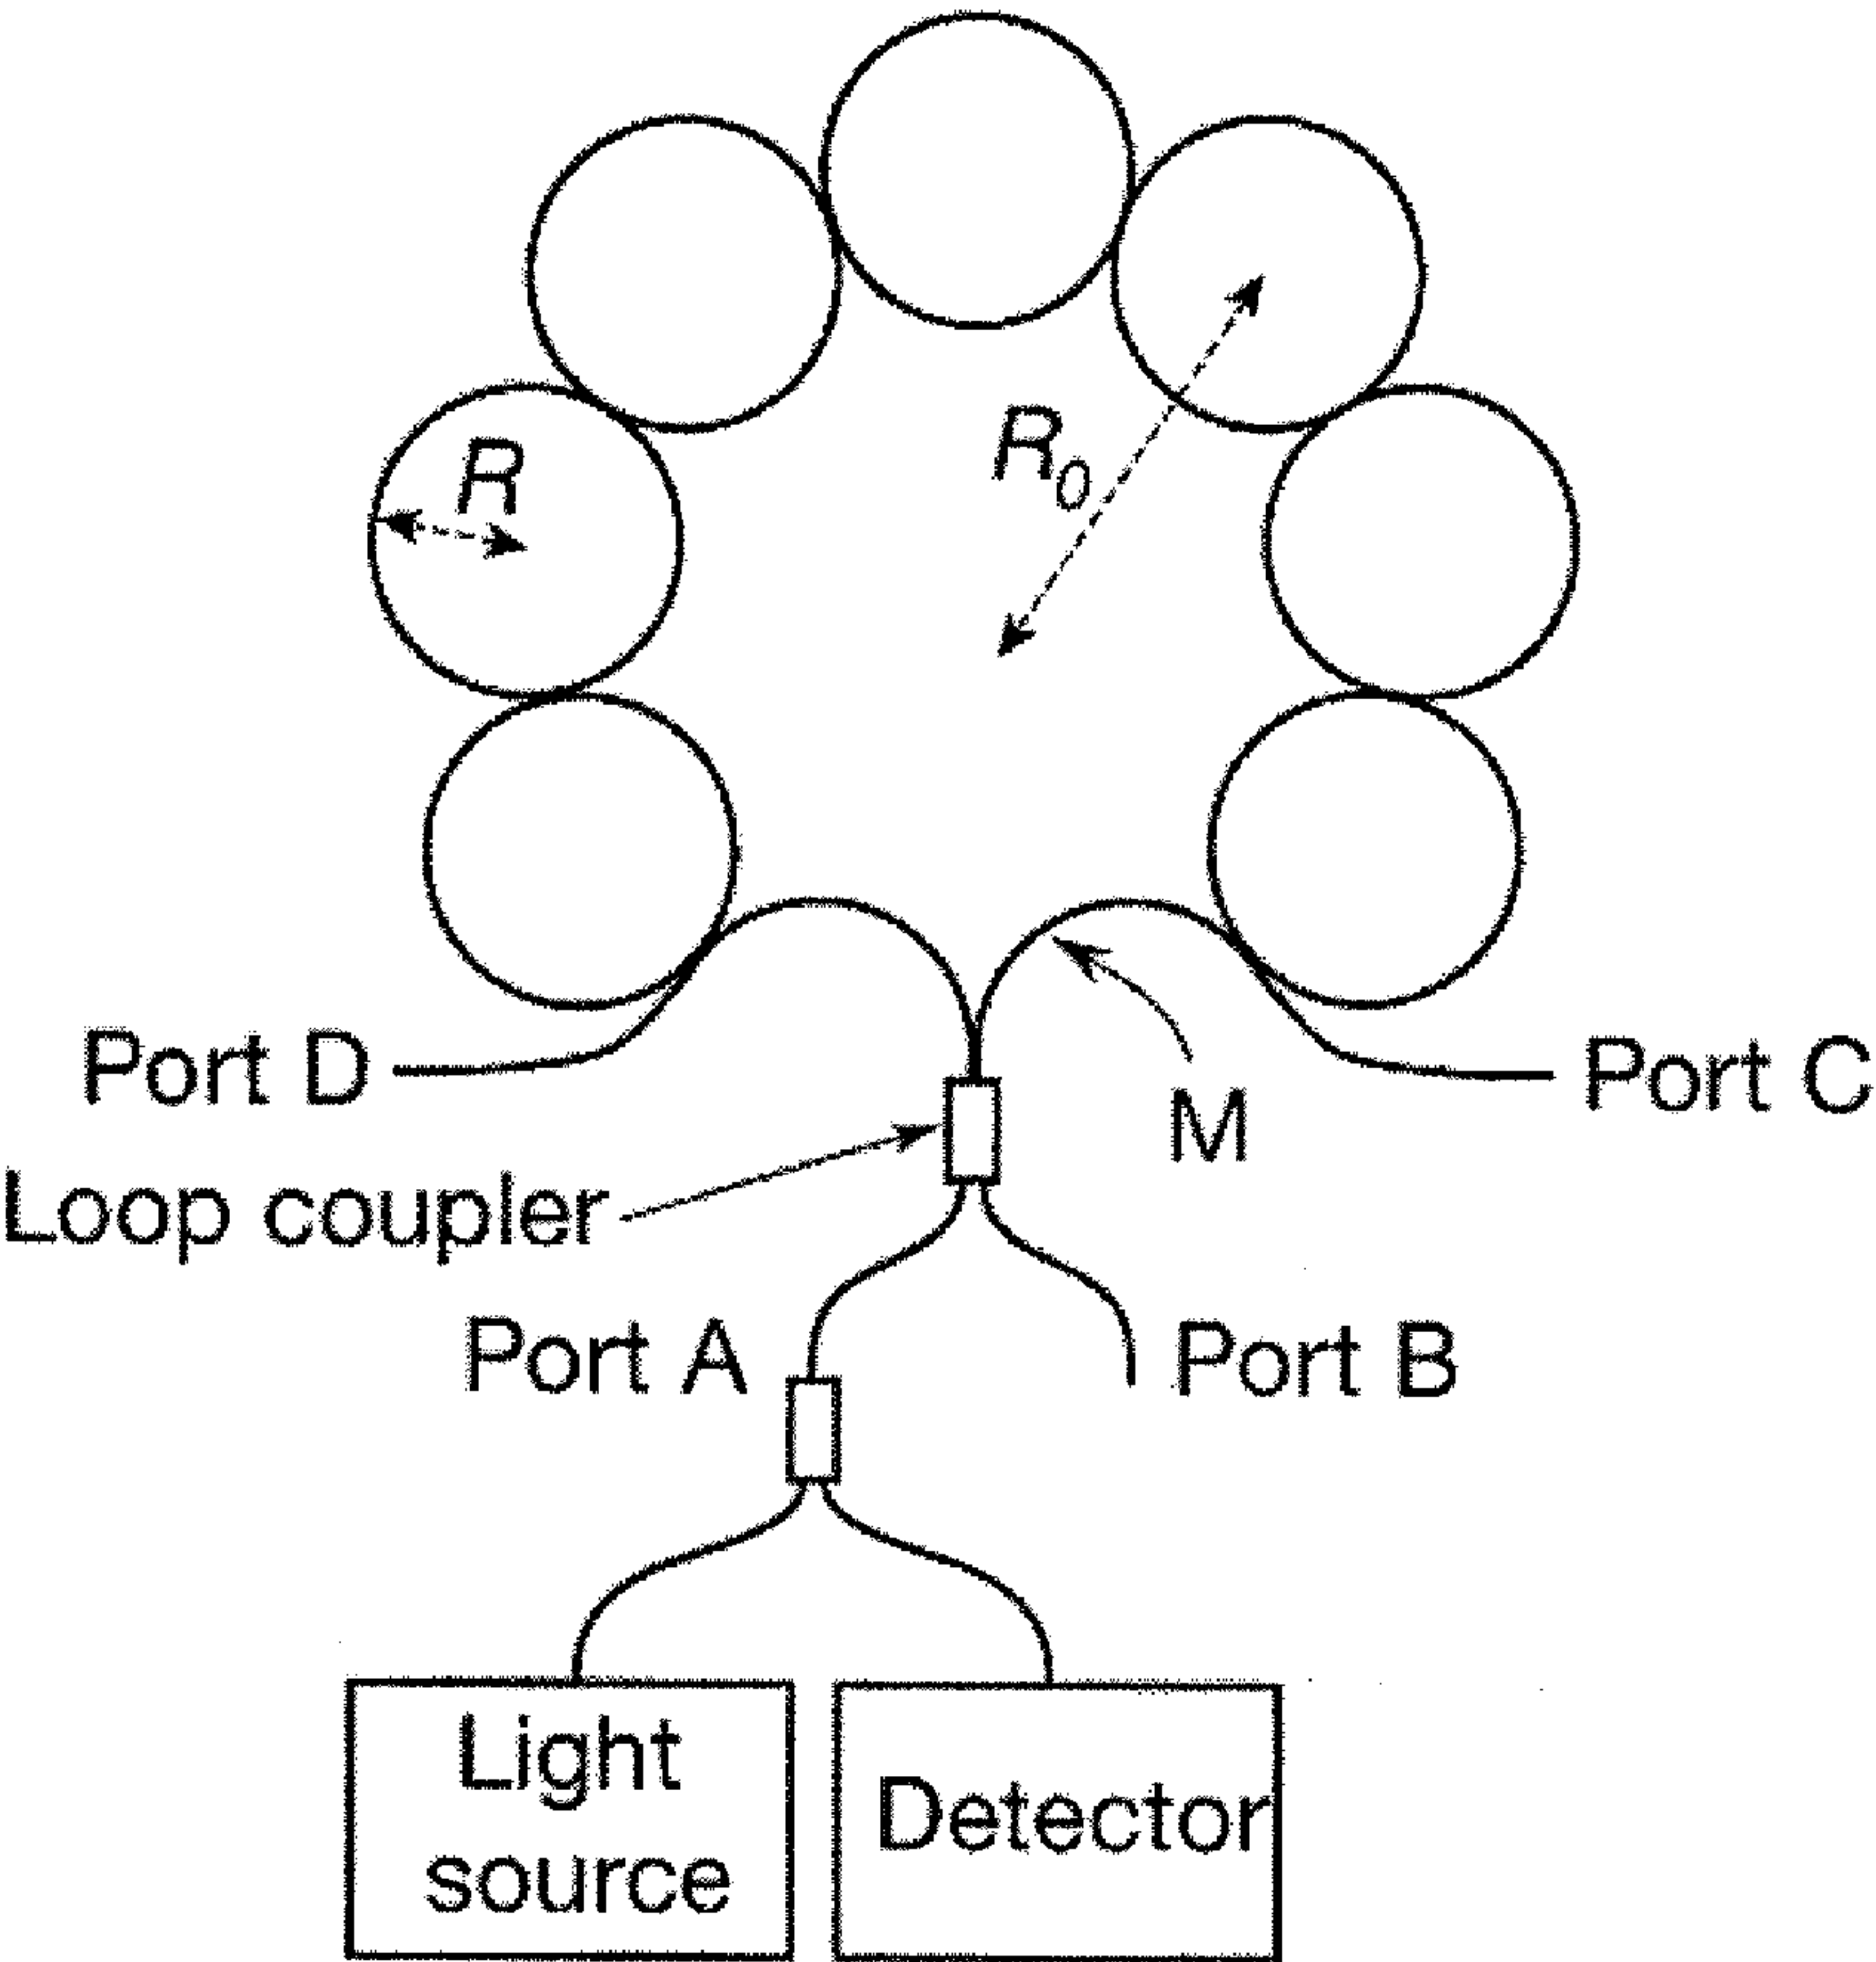 R
R0
Port D
Port C
M
Loop coupler
Port A
Port B
Light
source
Detector